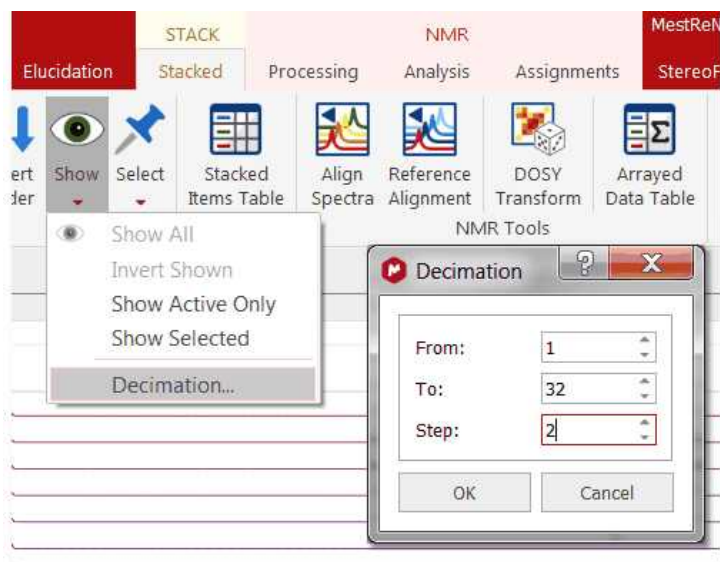 STACK
NMR
MestReN
Elucidation
Stacked
Processing
Analysis
Assignments
StereoF
ert
der
Show
Select
Stacked
Items Table
Align
Spectra
Reference
Alignment
DOSY
Transform
Σ
Arrayed
Data Table
NMR Tools
Show All
Invert Shown
Show Active Only
Show Selected
Decimation...
Decimation
?
X
From:
1
To:
32
Step:
2
OK
Cancel